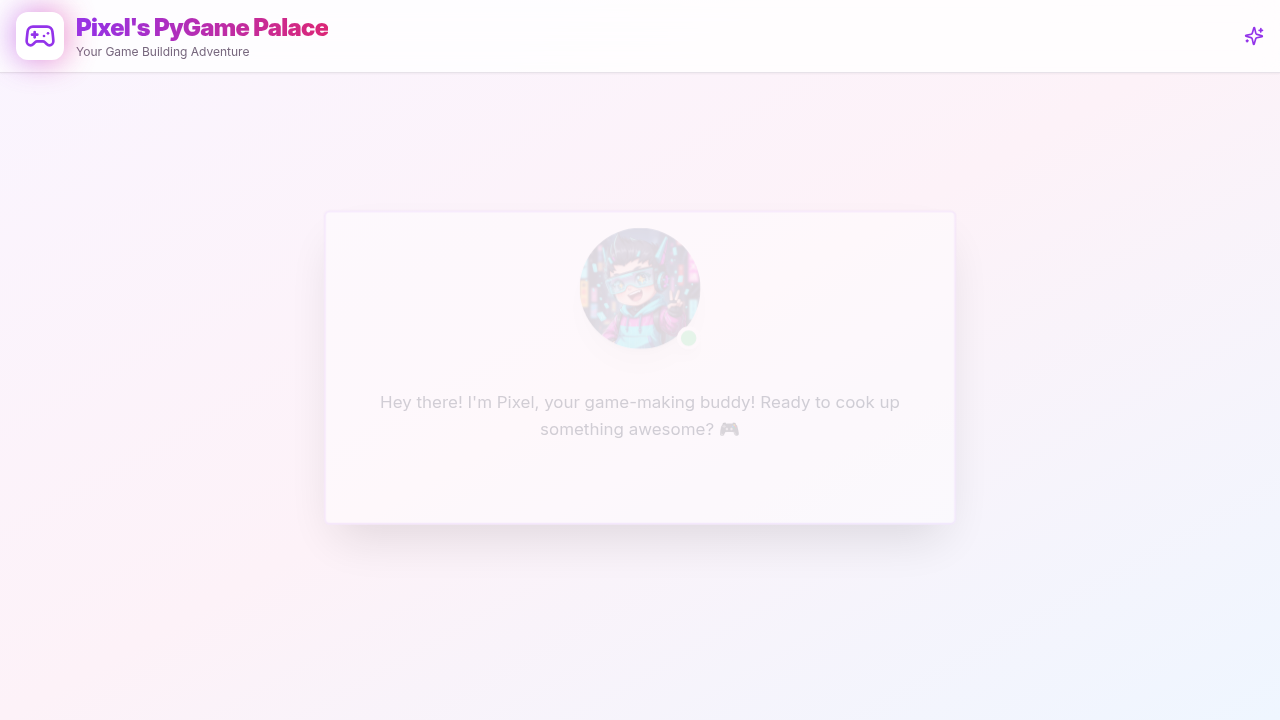 Pixel's PyGame Palace
Your Game Building Adventure
Hey there! I'm Pixel, your game-making buddy! Ready to cook up
something awesome? 🎮